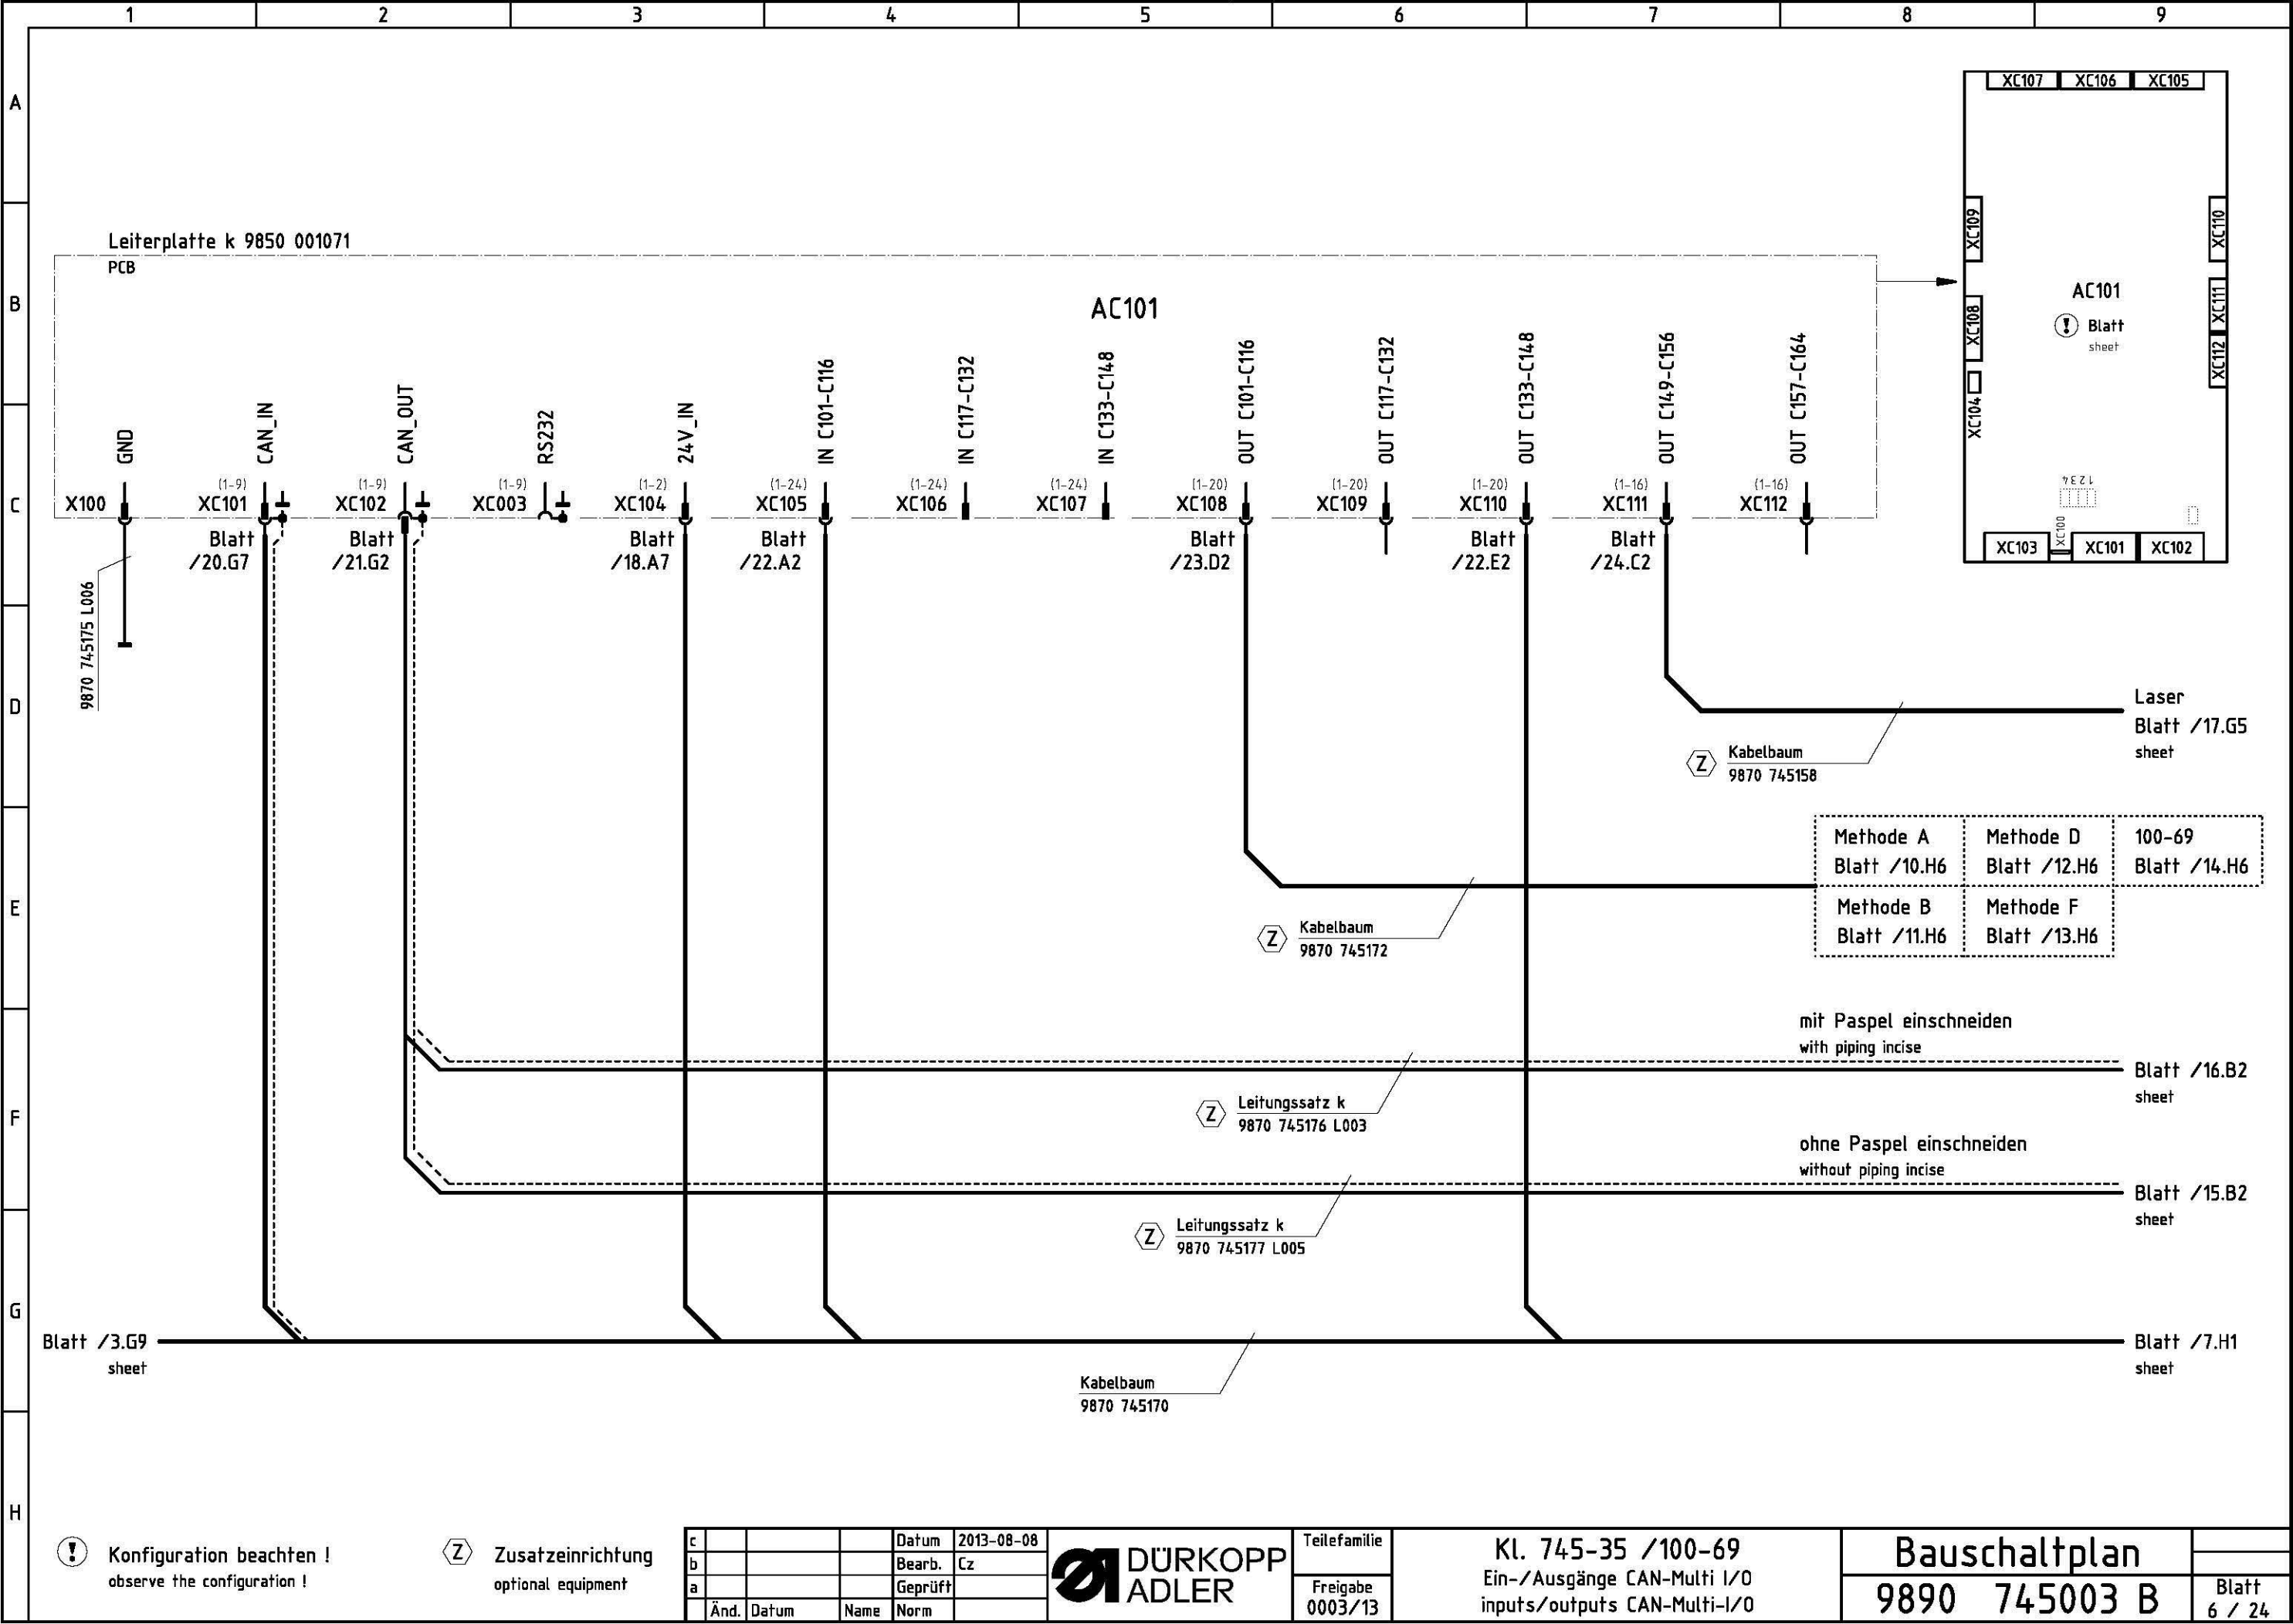 1 2 3 4 5 6 7 8 9
A
B
C
D
E
F
G
H
XC107 XC106 XC105
XC109
XC110
XC108
XC111
XC112
XC104
AC101
! Blatt
sheet
1 2 3 4
XC100
XC103 XC101 XC102
Leiterplatte k 9850 001071
PCB
AC101
GND
CAN_IN
CAN_OUT
RS232
24V_IN
IN C101-C116
IN C117-C132
IN C133-C148
OUT C101-C116
OUT C117-C132
OUT C133-C148
OUT C149-C156
OUT C157-C164
(1-9) (1-9) (1-9) (1-2) (1-24) (1-24) (1-24) (1-20) (1-20) (1-20) (1-16) (1-16)
X100 XC101 XC102 XC003 XC104 XC105 XC106 XC107 XC108 XC109 XC110 XC111 XC112
Blatt Blatt Blatt Blatt Blatt Blatt Blatt
/20.G7 /21.G2 /18.A7 /22.A2 /23.D2 /22.E2 /24.C2
9870 745175 L006
Laser
Blatt /17.G5
sheet
Z Kabelbaum
9870 745158
Methode A Methode D 100-69
Blatt /10.H6 Blatt /12.H6 Blatt /14.H6
Methode B Methode F
Blatt /11.H6 Blatt /13.H6
Z Kabelbaum
9870 745172
mit Paspel einschneiden
with piping incise
Blatt /16.B2
sheet
Z Leitungssatz k
9870 745176 L003
ohne Paspel einschneiden
without piping incise
Blatt /15.B2
sheet
Z Leitungssatz k
9870 745177 L005
Blatt /3.G9
sheet
Blatt /7.H1
sheet
Kabelbaum
9870 745170
! Konfiguration beachten !
observe the configuration !
Z Zusatzeinrichtung
optional equipment
c
b
a
Änd. Datum Name
Datum 2013-08-08
Bearb. Cz
Geprüft
Norm
DÜRKOPP
ADLER
Teilefamilie
Freigabe
0003/13
Kl. 745-35 /100-69
Ein-/Ausgänge CAN-Multi I/O
inputs/outputs CAN-Multi-I/O
Bauschaltplan
9890 745003 B
Blatt
6 / 24